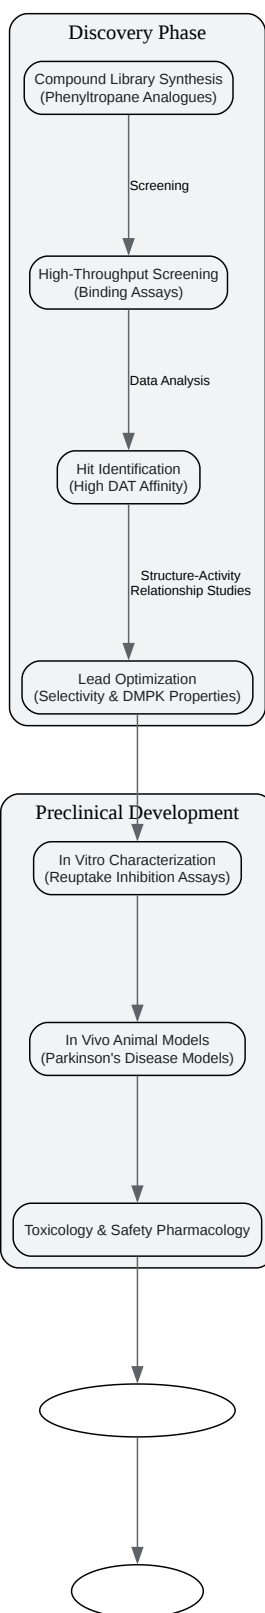 Discovery Phase
Compound Library Synthesis
(Phenyltropane Analogues)
Screening
High-Throughput Screening
(Binding Assays)
Data Analysis
Hit Identification
(High DAT Affinity)
Structure-Activity
Relationship Studies
Lead Optimization
(Selectivity & DMPK Properties)
Preclinical Development
In Vitro Characterization
(Reuptake Inhibition Assays)
In Vivo Animal Models
(Parkinson's Disease Models)
Toxicology & Safety Pharmacology